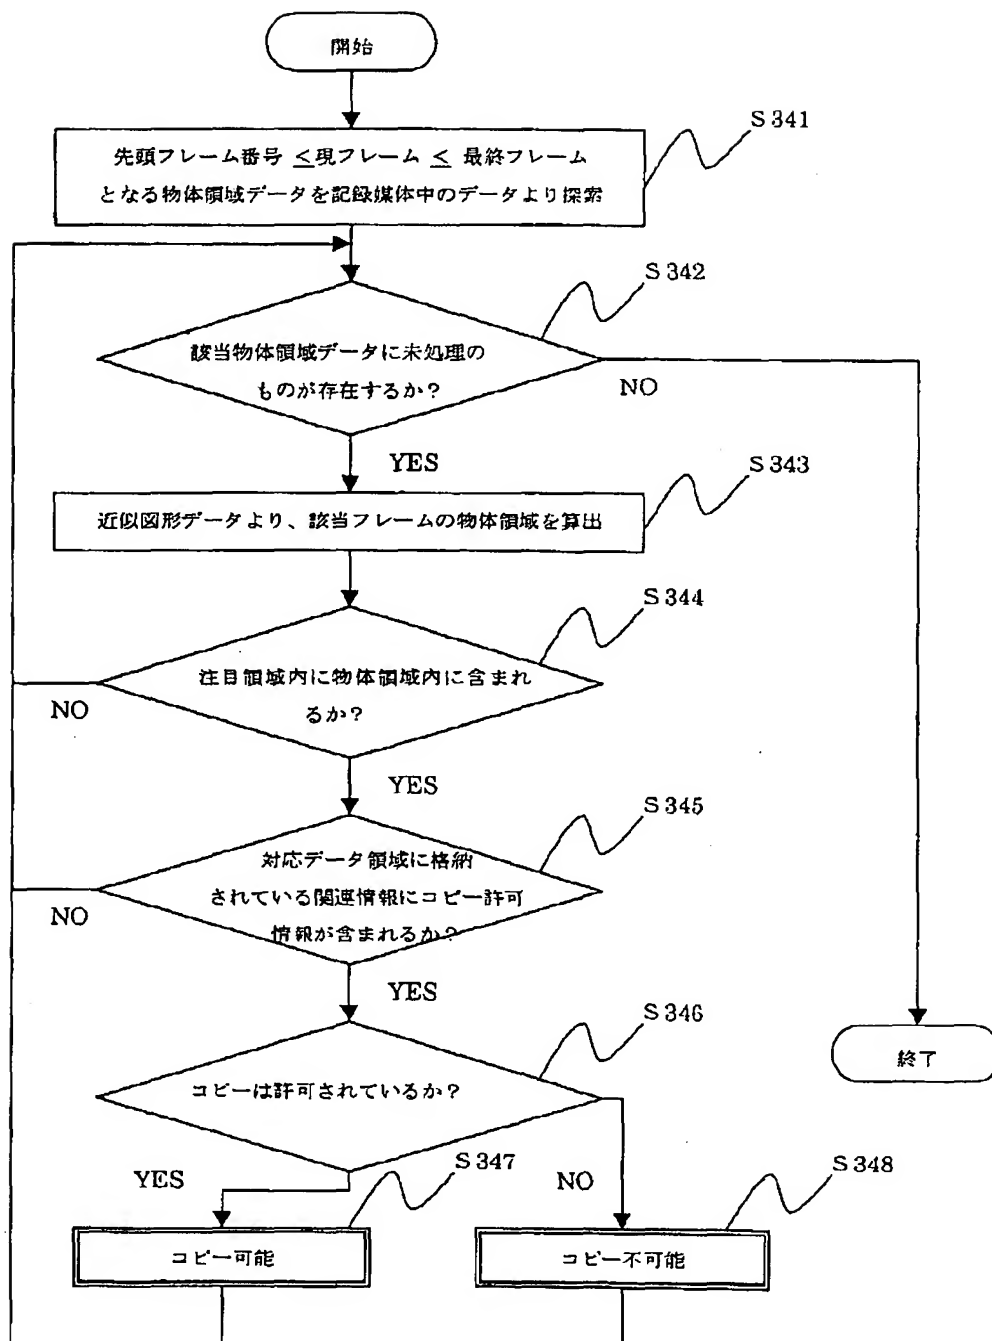 開始
S341
先頭フレーム番号 ≦現フレーム ≦ 最終フレーム
となる物体領域データを記録媒体中のデータより探索
S342
該当物体領域データに未処理の
ものが存在するか?
NO
YES
S343
近似図形データより、該当フレームの物体領域を算出
S344
注目領域内に物体領域内に含まれ
るか?
NO
YES
S345
対応データ領域に格納
されている関連情報にコピー許可
情報が含まれるか?
NO
YES
S346
コピーは許可されているか?
終了
YES
S347
NO
S348
コピー可能
コピー不可能